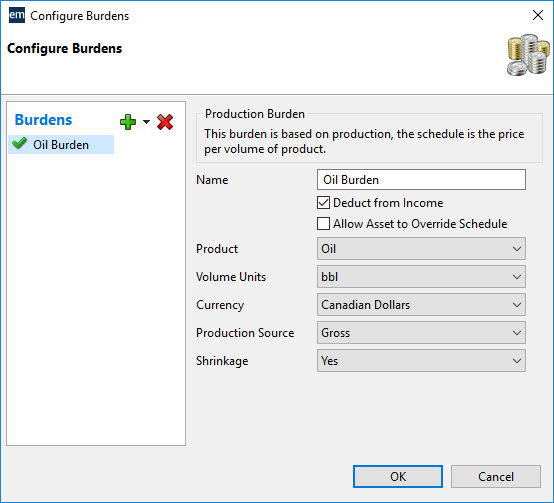 em Configure Burdens
Configure Burdens
Burdens
Oil Burden
Production Burden
This burden is based on production, the schedule is the price
per volume of product.
Name Oil Burden
Deduct from Income
Allow Asset to Override Schedule
Product Oil
Volume Units bbl
Currency Canadian Dollars
Production Source Gross
Shrinkage Yes
OK Cancel